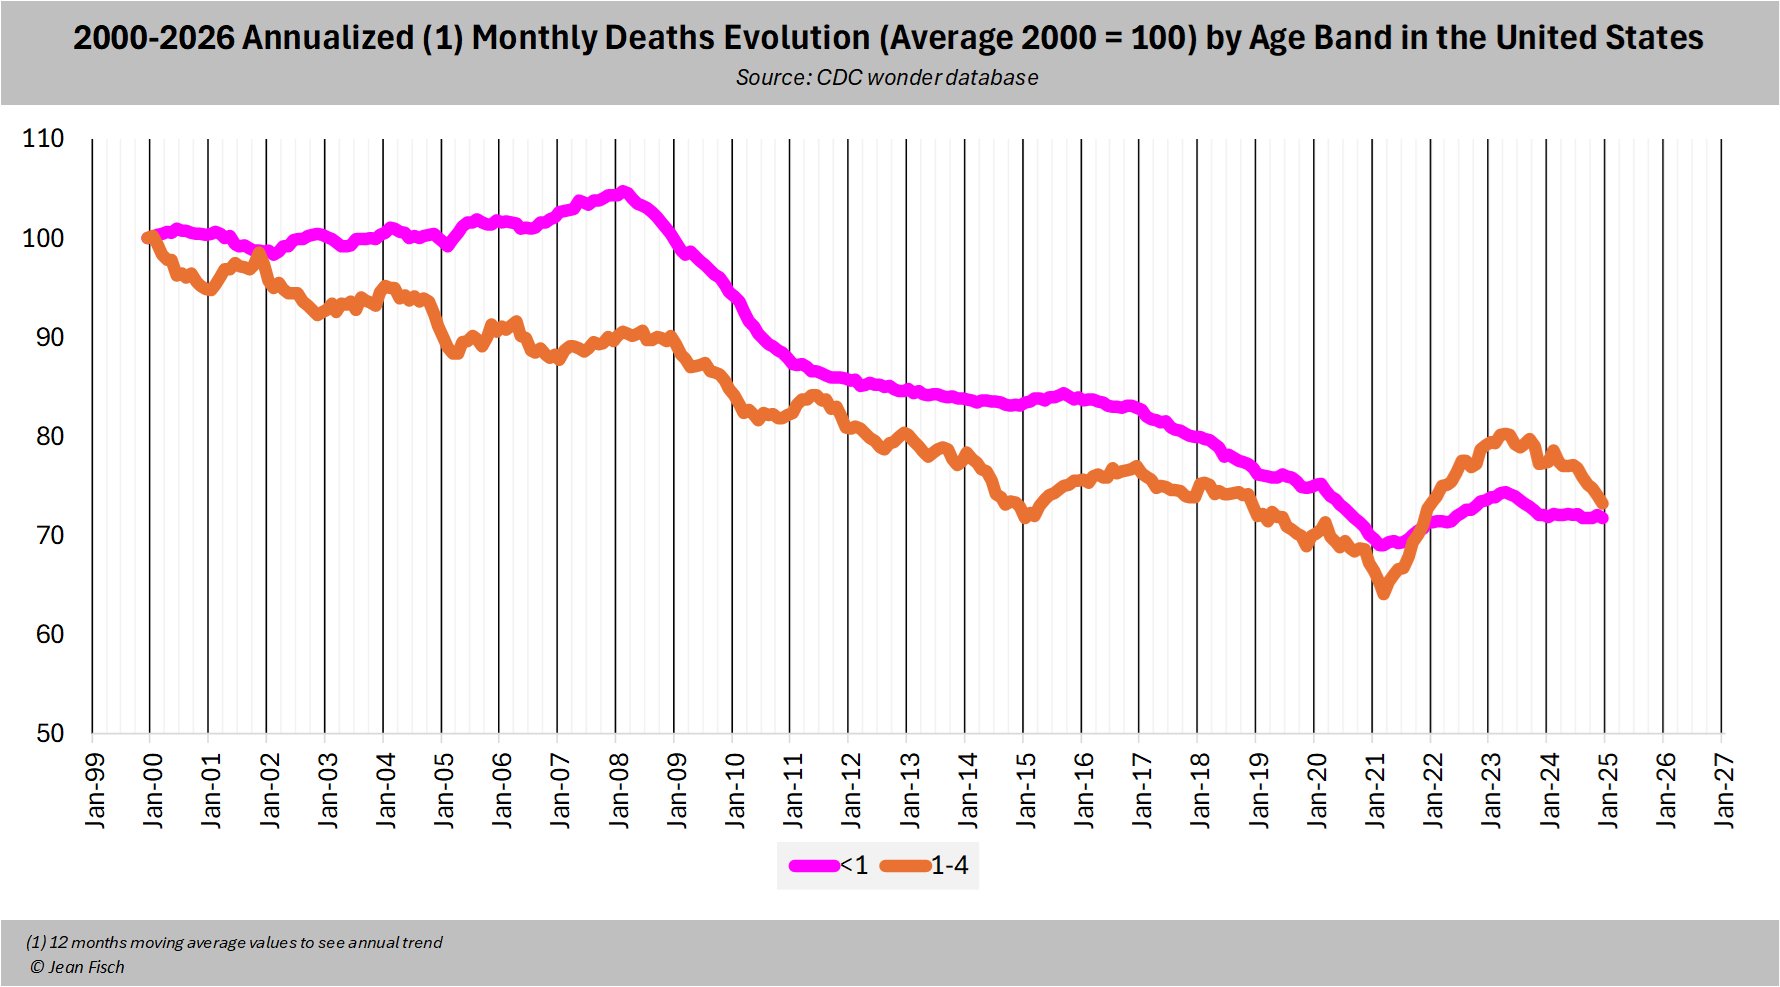 2000-2026 Annualized (1) Monthly Deaths Evolution (Average 2000 = 100) by Age Band in the United States
Source: CDC wonder database
110
100
90
80
70
60
50
Jan-99
Jan-00
Jan-01
Jan-02
Jan-03
Jan-04
Jan-05
Jan-06
Jan-07
Jan-08
Jan-09
Jan-10
Jan-11
Jan-12
Jan-13
Jan-14
Jan-15
Jan-16
Jan-17
Jan-18
Jan-19
Jan-20
Jan-21
Jan-22
Jan-23
Jan-24
Jan-25
Jan-26
Jan-27
<1 1-4
(1) 12 months moving average values to see annual trend
© Jean Fisch